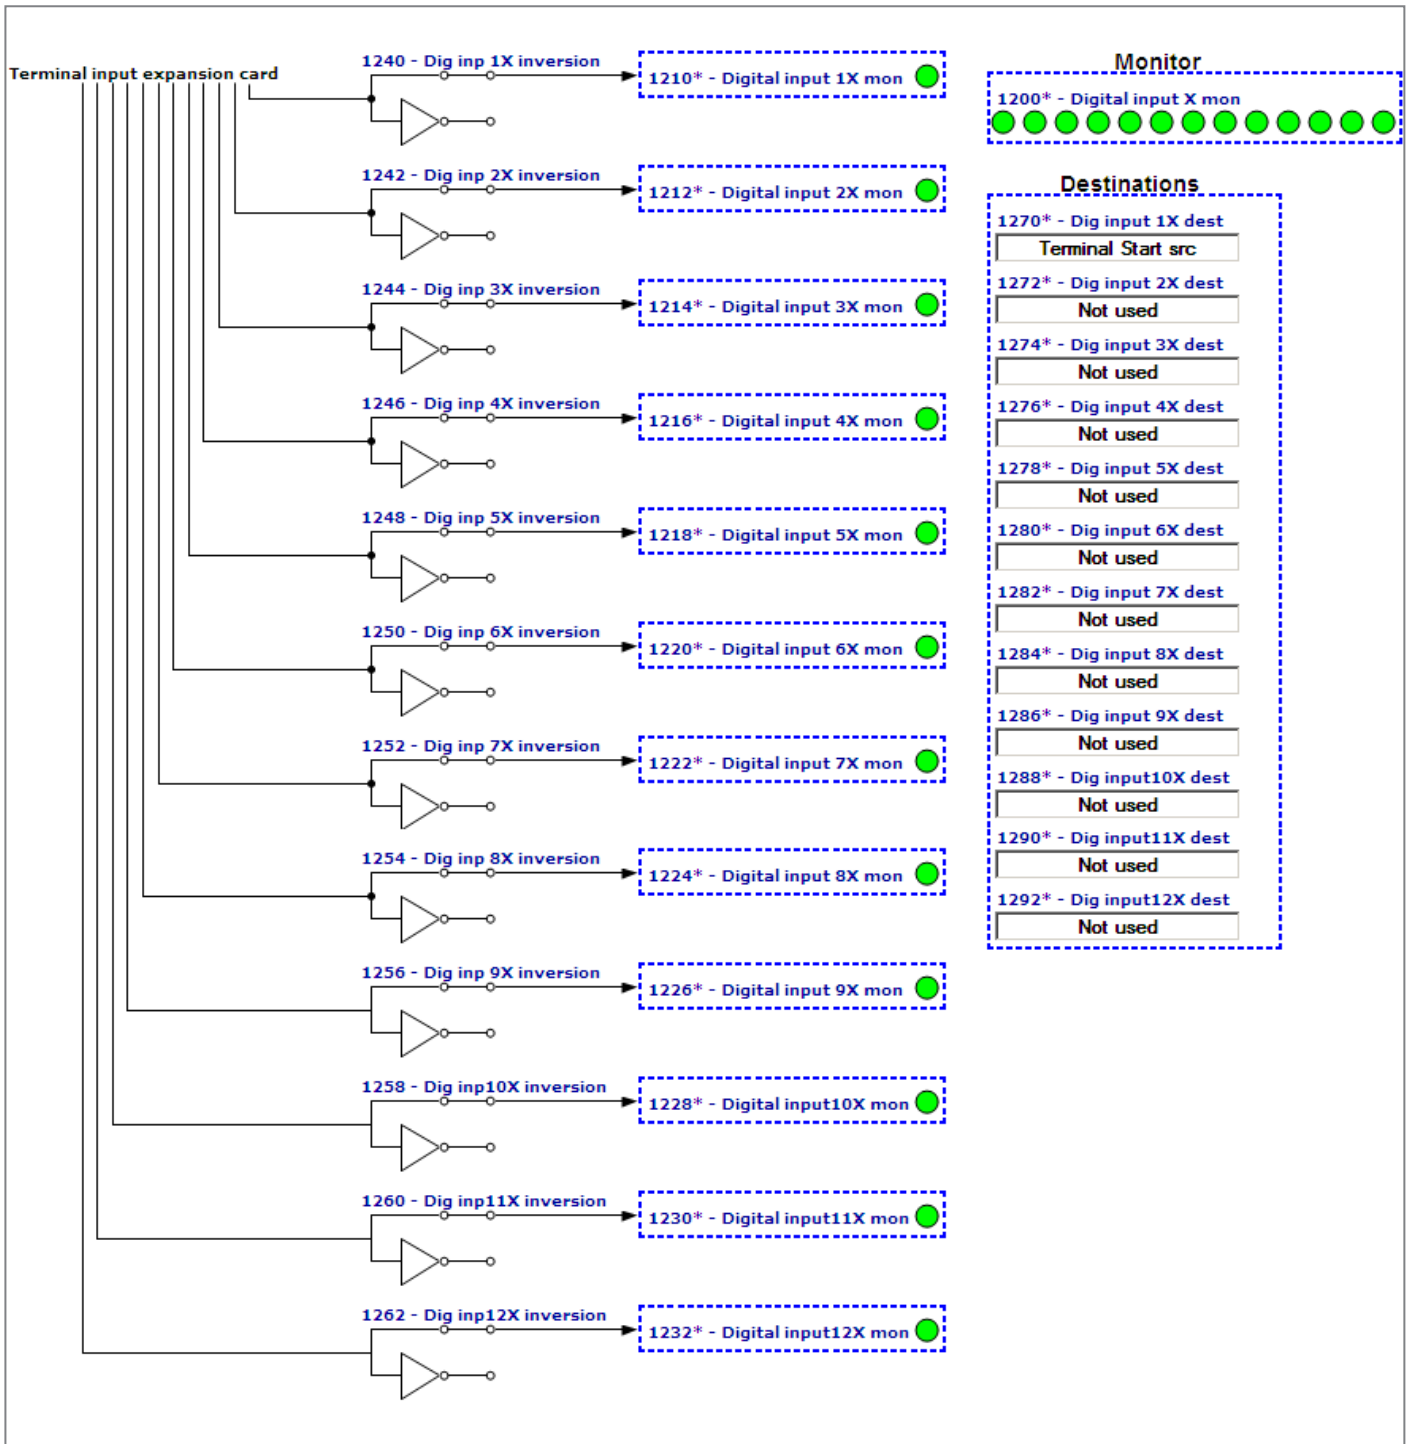 Terminal input expansion card
1240 - Dig inp 1X inversion
1210* - Digital input 1X mon
1242 - Dig inp 2X inversion
1212* - Digital input 2X mon
1244 - Dig inp 3X inversion
1214* - Digital input 3X mon
1246 - Dig inp 4X inversion
1216* - Digital input 4X mon
1248 - Dig inp 5X inversion
1218* - Digital input 5X mon
1250 - Dig inp 6X inversion
1220* - Digital input 6X mon
1252 - Dig inp 7X inversion
1222* - Digital input 7X mon
1254 - Dig inp 8X inversion
1224* - Digital input 8X mon
1256 - Dig inp 9X inversion
1226* - Digital input 9X mon
1258 - Dig inp10X inversion
1228* - Digital input10X mon
1260 - Dig inp11X inversion
1230* - Digital input11X mon
1262 - Dig inp12X inversion
1232* - Digital input12X mon
Monitor
1200* - Digital input X mon
Destinations
1270* - Dig input 1X dest
Terminal Start src
1272* - Dig input 2X dest
Not used
1274* - Dig input 3X dest
Not used
1276* - Dig input 4X dest
Not used
1278* - Dig input 5X dest
Not used
1280* - Dig input 6X dest
Not used
1282* - Dig input 7X dest
Not used
1284* - Dig input 8X dest
Not used
1286* - Dig input 9X dest
Not used
1288* - Dig input10X dest
Not used
1290* - Dig input11X dest
Not used
1292* - Dig input12X dest
Not used